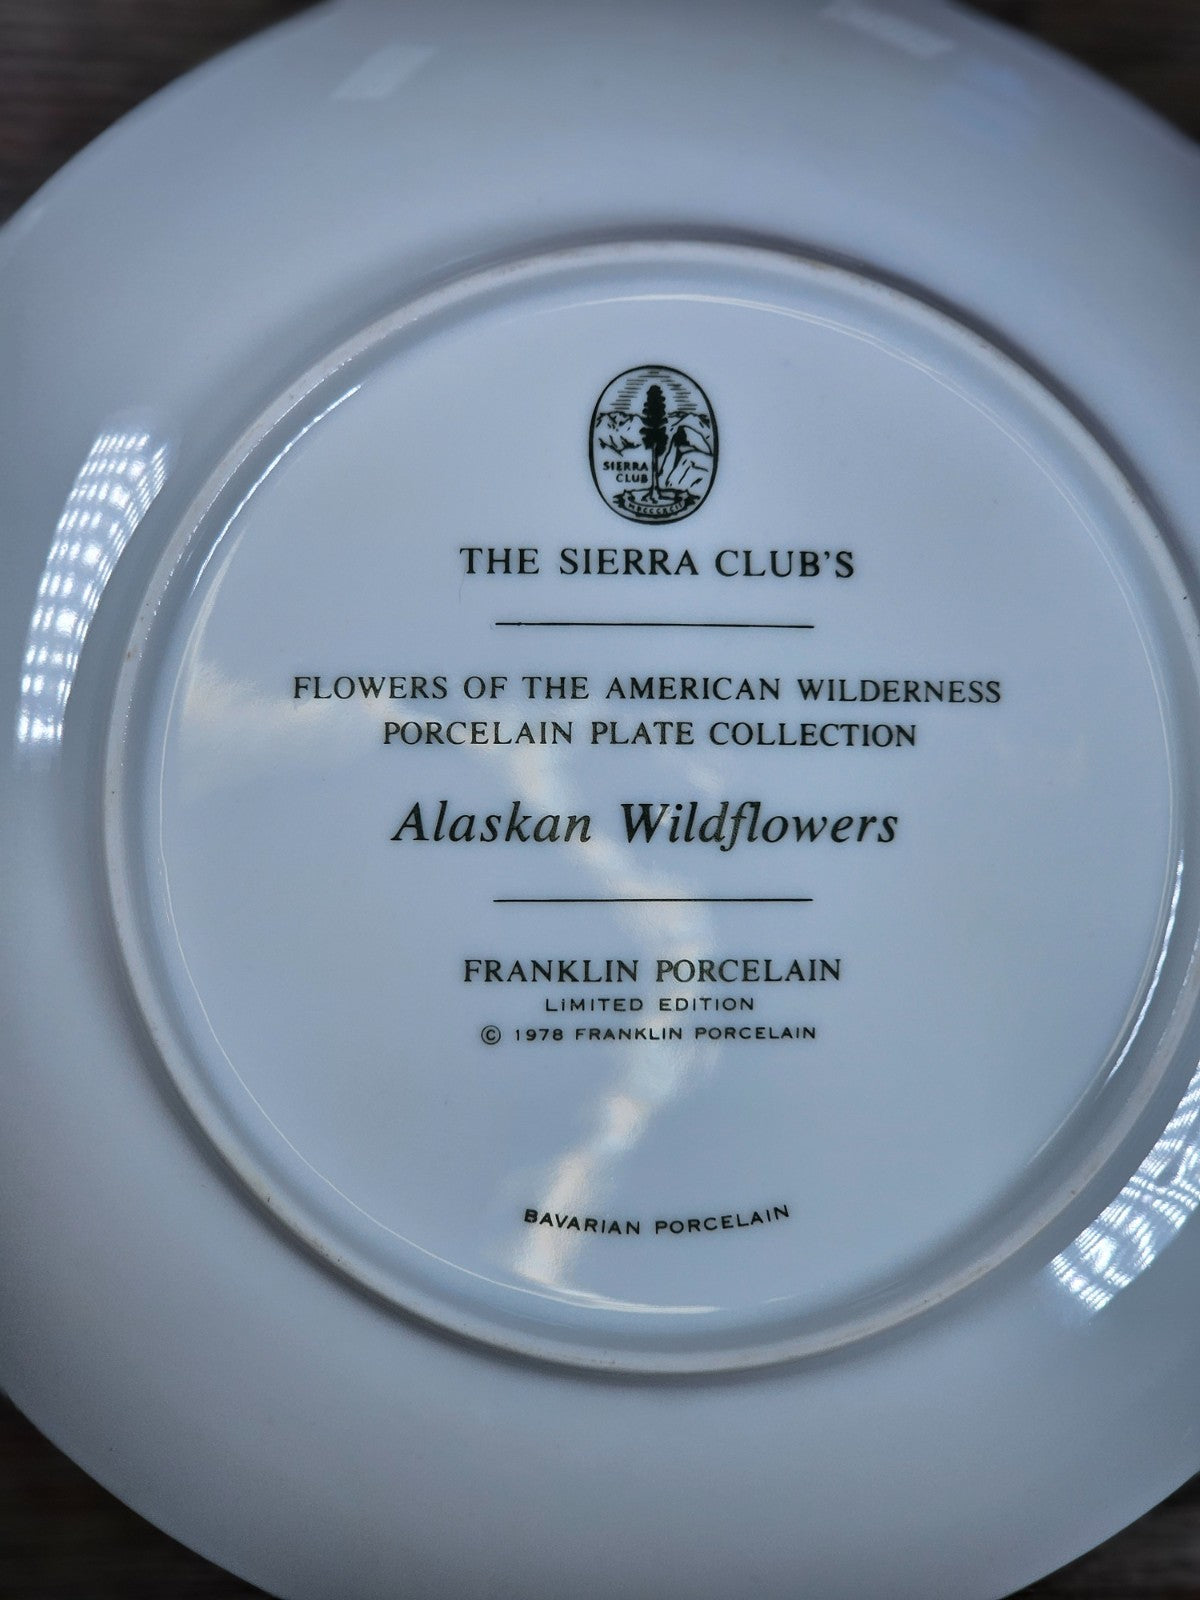 SIERRA
CLUB
THE SIERRA CLUB'S
FLOWERS OF THE AMERICAN WILDERNESS
PORCELAIN PLATE COLLECTION
Alaskan Wildflowers
FRANKLIN PORCELAIN
LIMITED EDITION
© 1978 FRANKLIN PORCELAIN
BAVARIAN PORCELAIN